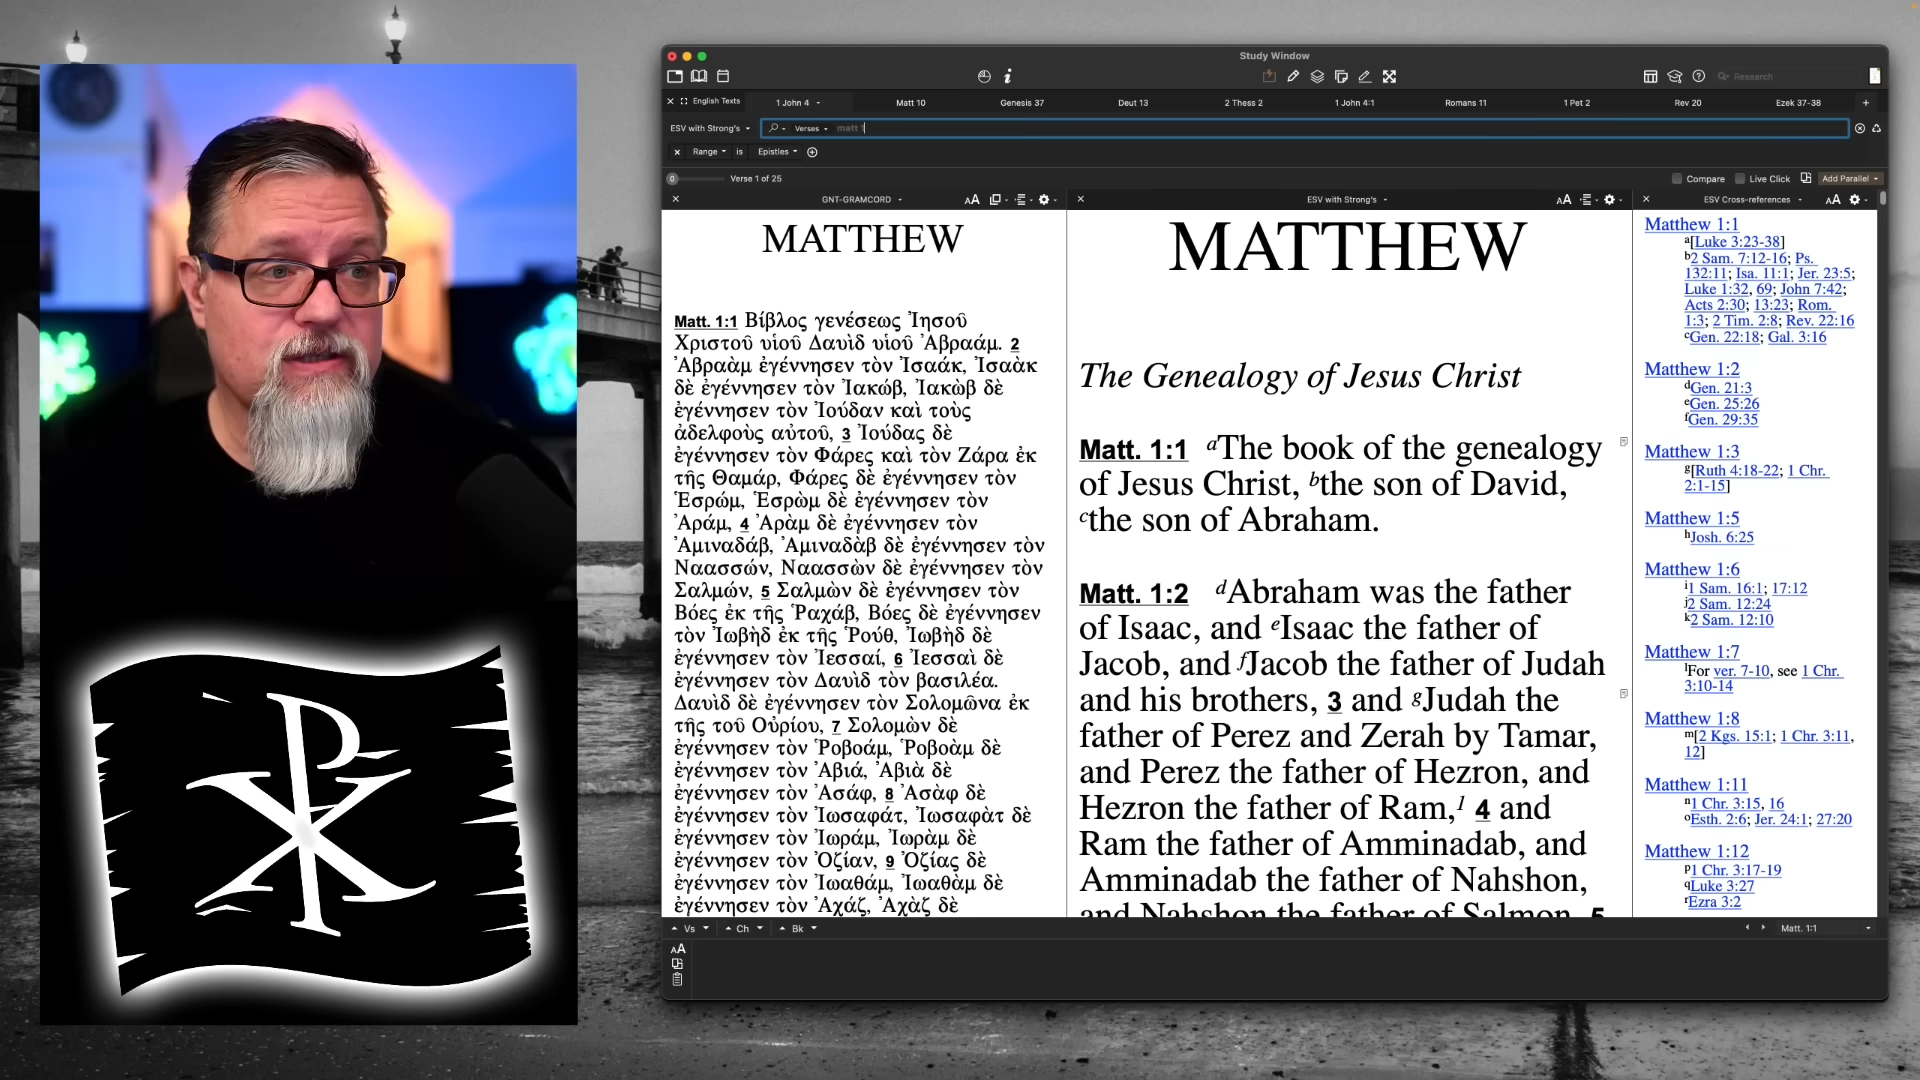 Study Window
Research
English Texts
1 John 4
Matt 10
Genesis 37
Deut 13
2 Thess 2
1 John 4:1
Romans 11
1 Pet 2
Rev 20
Ezek 37-38
ESV with Strong's
Verses
matt 1
Range is Epistles
0
Verse 1 of 25
Compare
Live Click
Add Parallel
GNT-GRAMCORD
MATTHEW
Matt. 1:1 Βίβλος γενέσεως Ἰησοῦ
Χριστοῦ υἱοῦ Δαυὶδ υἱοῦ Ἀβραάμ. 2
Ἀβραὰμ ἐγέννησεν τὸν Ἰσαάκ, Ἰσαὰκ
δὲ ἐγέννησεν τὸν Ἰακώβ, Ἰακὼβ δὲ
ἐγέννησεν τὸν Ἰούδαν καὶ τοὺς
ἀδελφοὺς αὐτοῦ, 3 Ἰούδας δὲ
ἐγέννησεν τὸν Φάρες καὶ τὸν Ζάρα ἐκ
τῆς Θαμάρ, Φάρες δὲ ἐγέννησεν τὸν
Ἑσρώμ, Ἑσρὼμ δὲ ἐγέννησεν τὸν
Ἀράμ, 4 Ἀρὰμ δὲ ἐγέννησεν τὸν
Ἀμιναδάβ, Ἀμιναδὰβ δὲ ἐγέννησεν τὸν
Ναασσών, Ναασσὼν δὲ ἐγέννησεν τὸν
Σαλμών, 5 Σαλμὼν δὲ ἐγέννησεν τὸν
Βόες ἐκ τῆς Ῥαχάβ, Βόες δὲ ἐγέννησεν
τὸν Ἰωβὴδ ἐκ τῆς Ῥούθ, Ἰωβὴδ δὲ
ἐγέννησεν τὸν Ἰεσσαί, 6 Ἰεσσαὶ δὲ
ἐγέννησεν τὸν Δαυὶδ τὸν βασιλέα.
Δαυὶδ δὲ ἐγέννησεν τὸν Σολομῶνα ἐκ
τῆς τοῦ Οὐρίου, 7 Σολομὼν δὲ
ἐγέννησεν τὸν Ῥοβοάμ, Ῥοβοὰμ δὲ
ἐγέννησεν τὸν Ἀβιά, Ἀβιὰ δὲ
ἐγέννησεν τὸν Ἀσάφ, 8 Ἀσὰφ δὲ
ἐγέννησεν τὸν Ἰωσαφάτ, Ἰωσαφὰτ δὲ
ἐγέννησεν τὸν Ἰωράμ, Ἰωρὰμ δὲ
ἐγέννησεν τὸν Ὀζίαν, 9 Ὀζίας δὲ
ἐγέννησεν τὸν Ἰωαθάμ, Ἰωαθὰμ δὲ
ἐγέννησεν τὸν Ἀχάζ, Ἀχὰζ δὲ
ESV with Strong's
MATTHEW
The Genealogy of Jesus Christ
Matt. 1:1 aThe book of the genealogy
of Jesus Christ, bthe son of David,
cthe son of Abraham.
Matt. 1:2 dAbraham was the father
of Isaac, and eIsaac the father of
Jacob, and fJacob the father of Judah
and his brothers, 3 and gJudah the
father of Perez and Zerah by Tamar,
and Perez the father of Hezron, and
Hezron the father of Ram,1 4 and
Ram the father of Amminadab, and
Amminadab the father of Nahshon,
and Nahshon the father of Salmon, 5
ESV Cross-references
Matthew 1:1
a[Luke 3:23-38]
b2 Sam. 7:12-16; Ps.
132:11; Isa. 11:1; Jer. 23:5;
Luke 1:32, 69; John 7:42;
Acts 2:30; 13:23; Rom.
1:3; 2 Tim. 2:8; Rev. 22:16
cGen. 22:18; Gal. 3:16
Matthew 1:2
dGen. 21:3
eGen. 25:26
fGen. 29:35
Matthew 1:3
g[Ruth 4:18-22; 1 Chr.
2:1-15]
Matthew 1:5
hJosh. 6:25
Matthew 1:6
i1 Sam. 16:1; 17:12
j2 Sam. 12:24
k2 Sam. 12:10
Matthew 1:7
lFor ver. 7-10, see 1 Chr.
3:10-14
Matthew 1:8
m[2 Kgs. 15:1; 1 Chr. 3:11,
12]
Matthew 1:11
n1 Chr. 3:15, 16
oEsth. 2:6; Jer. 24:1; 27:20
Matthew 1:12
p1 Chr. 3:17-19
qLuke 3:27
rEzra 3:2
Vs
Ch
Bk
Matt. 1:1